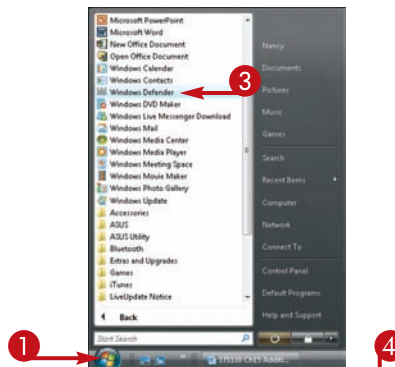 Microsoft PowerPoint
Microsoft Word
New Office Document
Open Office Document
Windows Calendar
Windows Contacts
Windows Defender
3
Windows DVD Maker
Windows Live Messenger Download
Windows Mail
Windows Media Center
Windows Media Player
Windows Meeting Space
Windows Movie Maker
Windows Photo Gallery
Windows Update
Accessories
ASUS
ASUS Utility
Bluetooth
Extras and Upgrades
Games
iTunes
LiveUpdate Notice
Back
Start Search
Nancy
Documents
Pictures
Music
Games
Search
Recent Items
Computer
Network
Connect To
Control Panel
Default Programs
Help and Support
1
Ch15
4